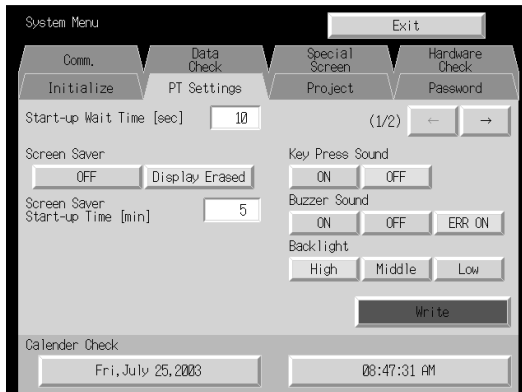 System Menu
Exit
Comm.
Data
Check
Special
Screen
Hardware
Check
Initialize
PT Settings
Project
Password
Start-up Wait Time [sec]
10
(1/2)
←
→
Screen Saver
OFF
Display Erased
Key Press Sound
ON
OFF
Screen Saver
Start-up Time [min]
5
Buzzer Sound
ON
OFF
ERR ON
Backlight
High
Middle
Low
Write
Calender Check
Fri,July 25,2003
08:47:31 AM